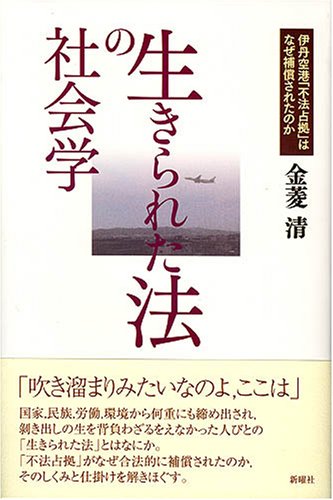 伊丹空港「不法占拠」は
なぜ補償されたのか
生きられた法
の社会学
金菱 清
「吹き溜まりみたいなのよ,ここは」
国家,民族,労働,環境から何重にも締め出され,
剝き出しの生を背負わざるをえなかった人びとの
「生きられた法」とはなにか。
「不法占拠」がなぜ合法的に補償されたのか,
そのしくみと仕掛けを解きほぐす。
新曜社